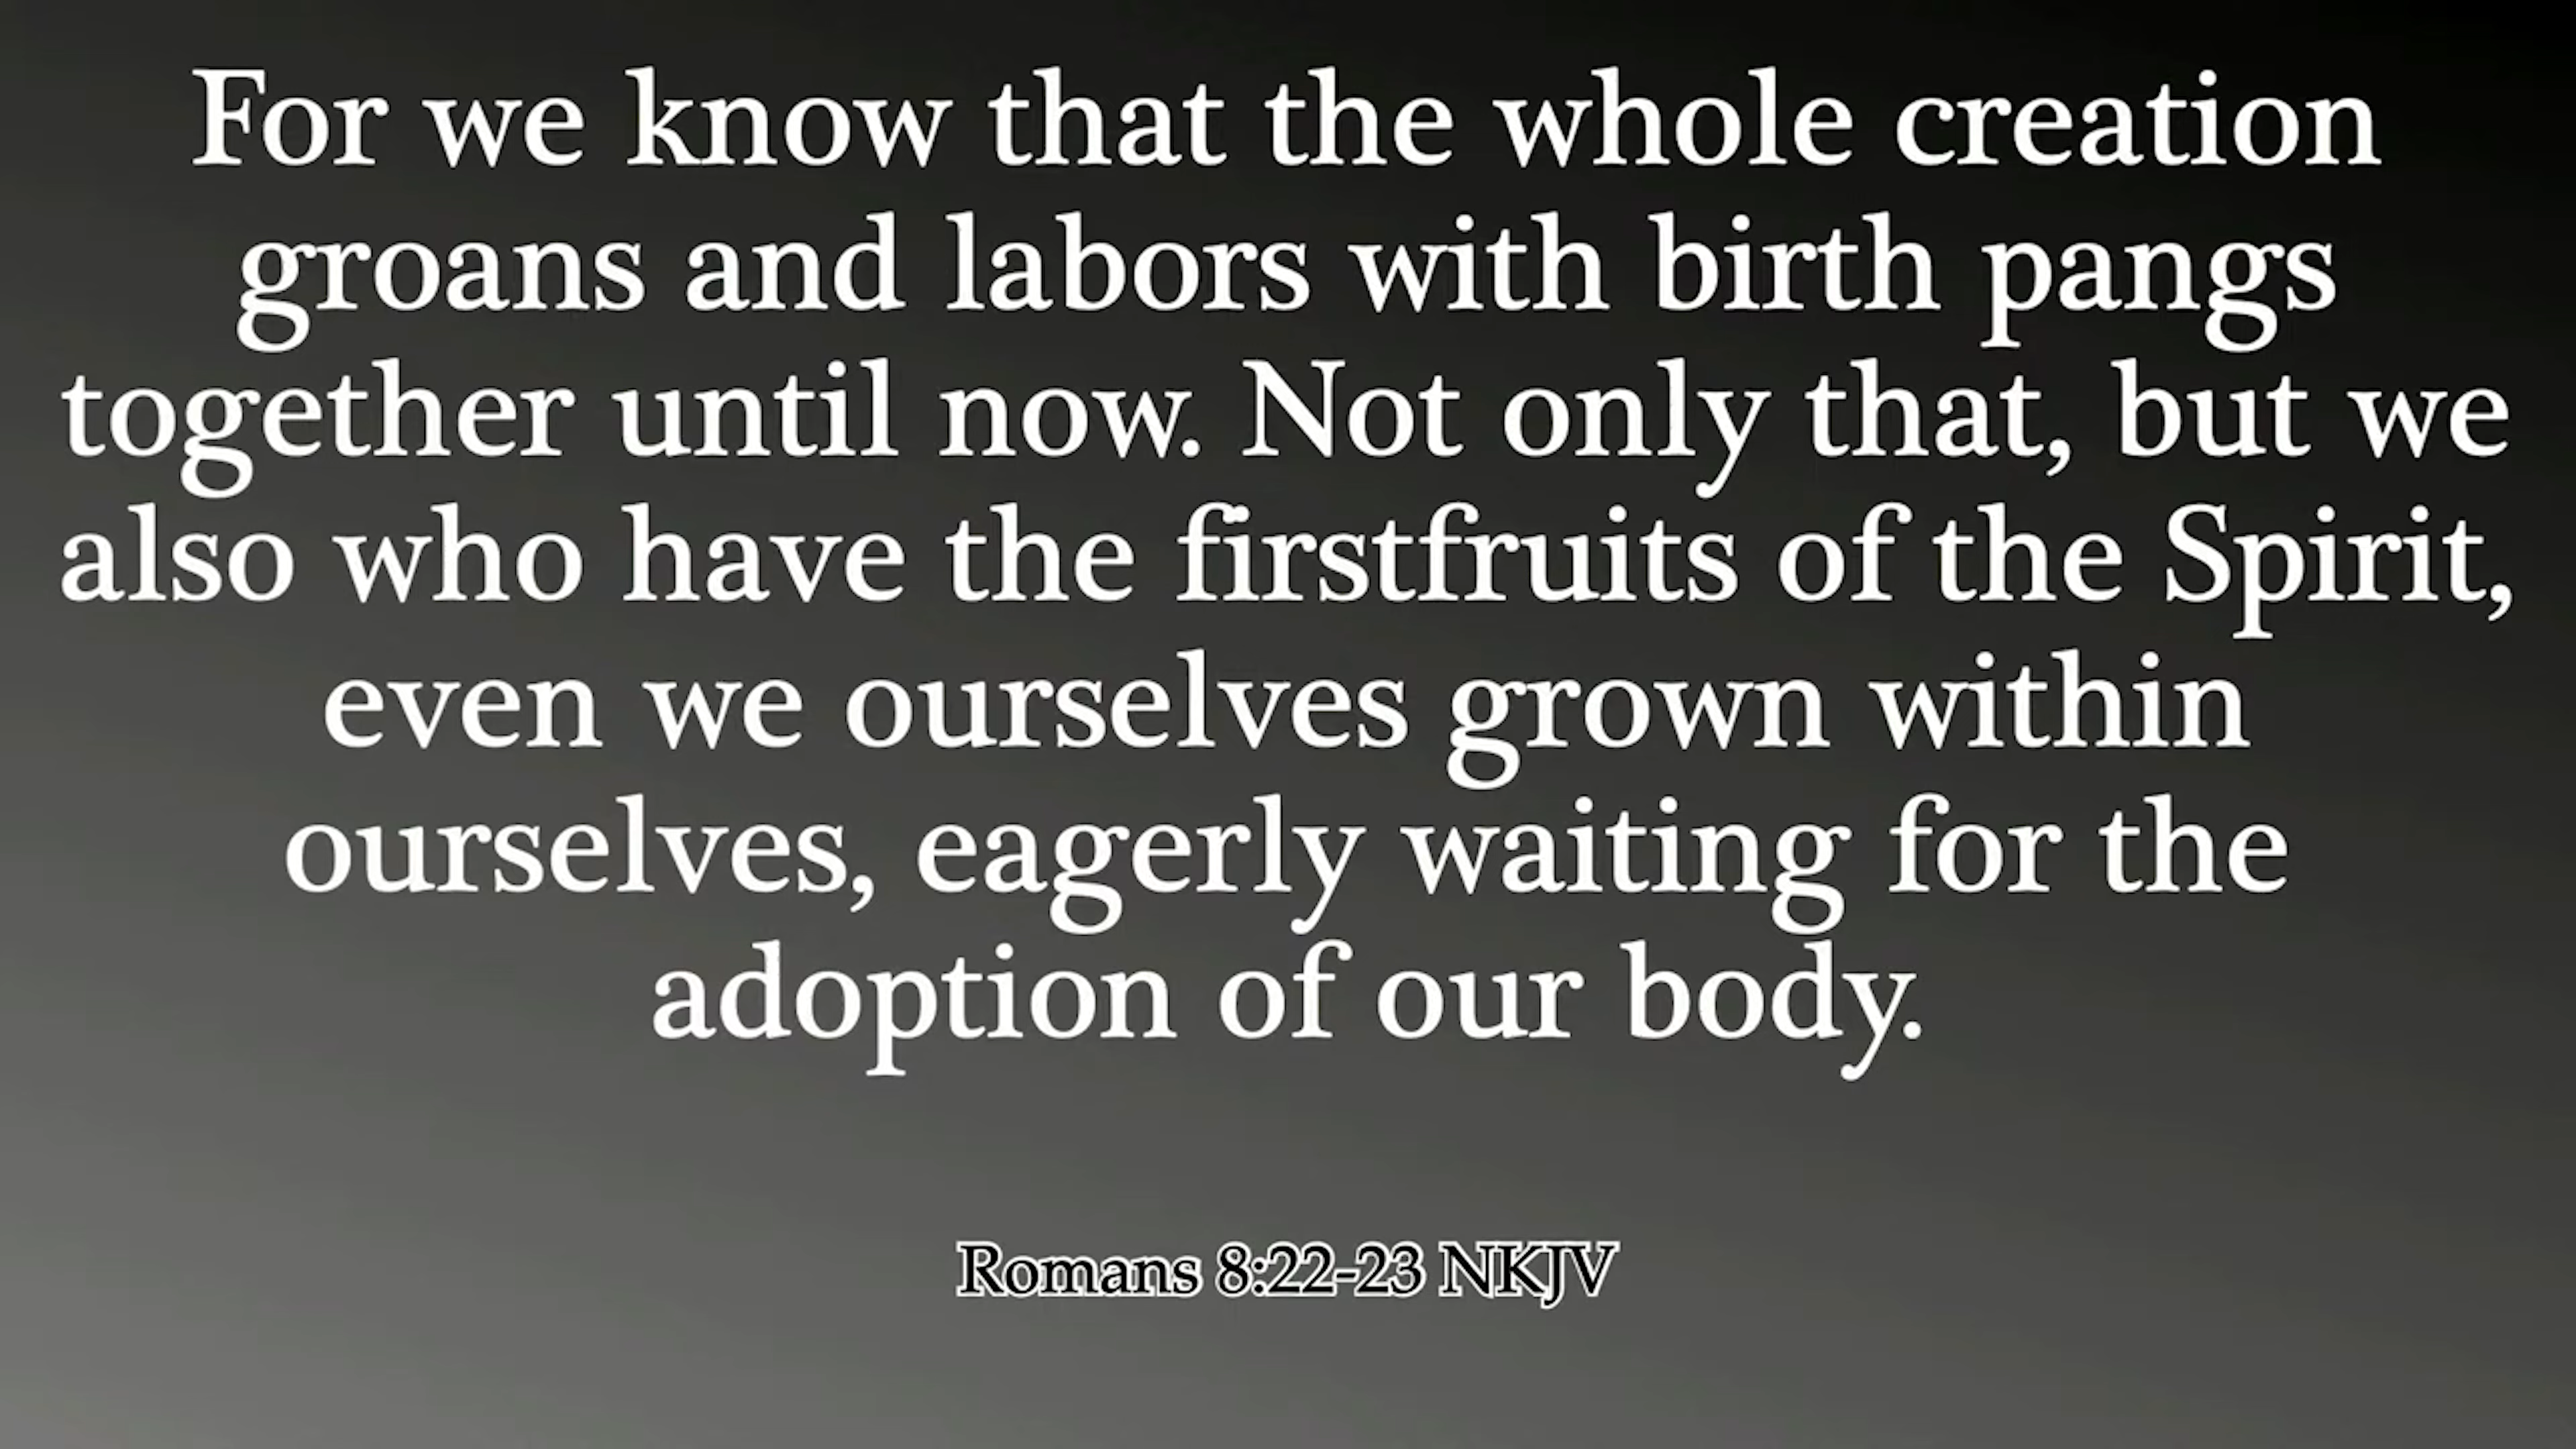 For we know that the whole creation
groans and labors with birth pangs
together until now. Not only that, but we
also who have the firstfruits of the Spirit,
even we ourselves grown within
ourselves, eagerly waiting for the
adoption of our body.
Romans 8:22-23 NKJV